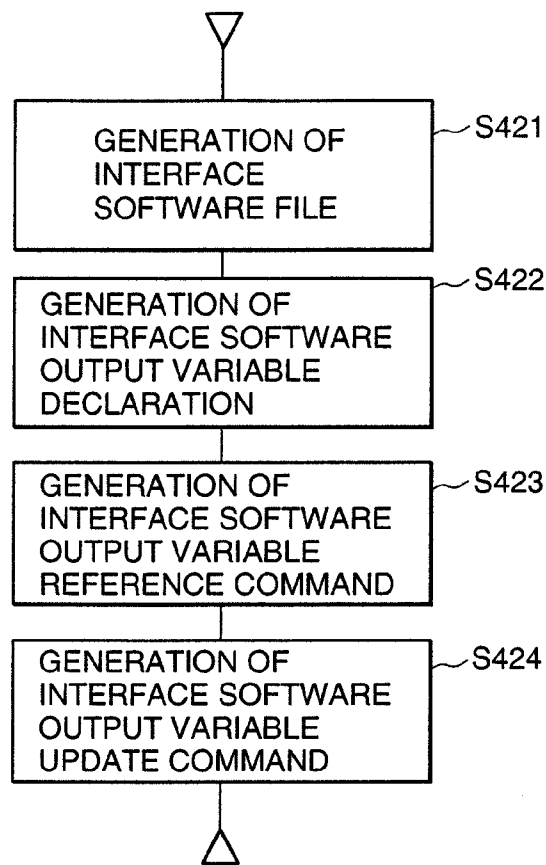 GENERATION OF
INTERFACE
SOFTWARE FILE
S421
GENERATION OF
INTERFACE SOFTWARE
OUTPUT VARIABLE
DECLARATION
S422
GENERATION OF
INTERFACE SOFTWARE
OUTPUT VARIABLE
REFERENCE COMMAND
S423
GENERATION OF
INTERFACE SOFTWARE
OUTPUT VARIABLE
UPDATE COMMAND
S424